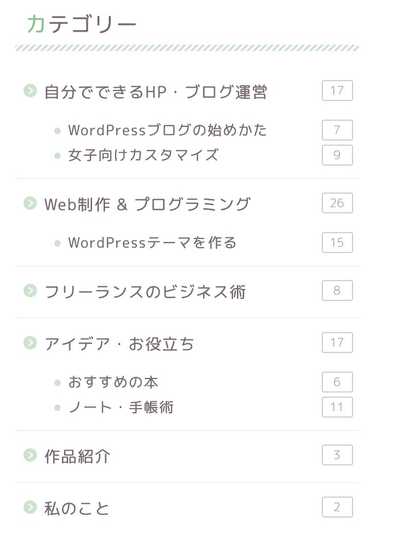 カテゴリー
自分でできるHP・ブログ運営 17
WordPressブログの始めかた 7
女子向けカスタマイズ 9
Web制作 & プログラミング 26
WordPressテーマを作る 15
フリーランスのビジネス術 8
アイデア・お役立ち 17
おすすめの本 6
ノート・手帳術 11
作品紹介 3
私のこと 2